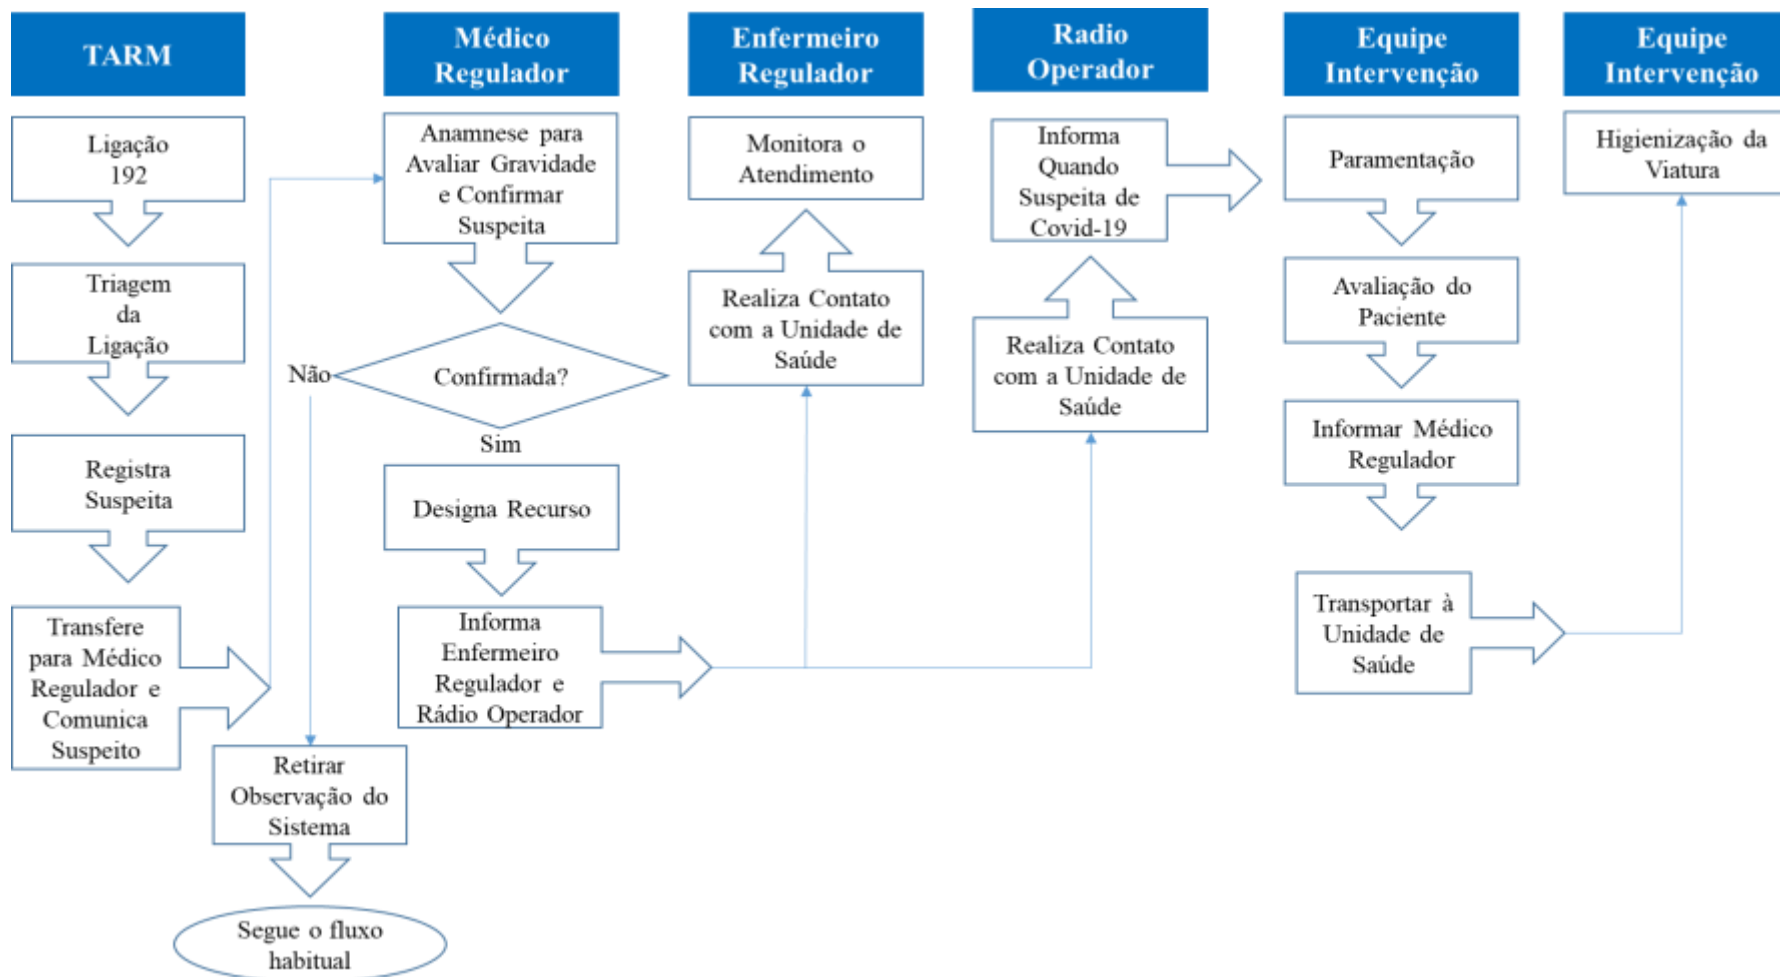 TARM
Ligação
192
Triagem
da
Ligação
Registra
Suspeita
Transfere
para Médico
Regulador e
Comunica
Suspeito
Médico
Regulador
Anamnese para
Avaliar Gravidade
e Confirmar
Suspeita
Não
Confirmada?
Sim
Designa Recurso
Informa
Enfermeiro
Regulador e
Rádio Operador
Retirar
Observação do
Sistema
Segue o fluxo
habitual
Enfermeiro
Regulador
Monitora o
Atendimento
Realiza Contato
com a Unidade de
Saúde
Radio
Operador
Informa
Quando
Suspeita de
Covid-19
Realiza Contato
com a Unidade de
Saúde
Equipe
Intervenção
Paramentação
Avaliação do
Paciente
Informar Médico
Regulador
Transportar à
Unidade de
Saúde
Equipe
Intervenção
Higienização da
Viatura